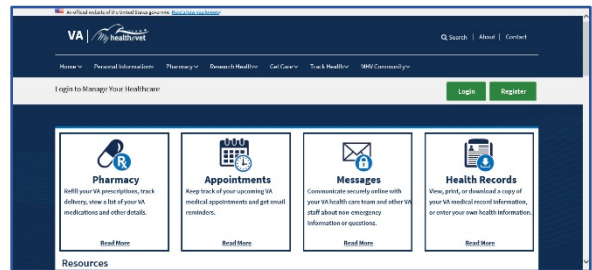 An official website of the United States government Here's how you know
VA | My healthevet
Search | About | Contact
Home Personal Information Pharmacy Research Health Get Care Track Health MHV Community
Login to Manage Your Healthcare
Login Register
Pharmacy
Refill your VA prescriptions, track
delivery, view a list of your VA
medications and other details.
Read More
Appointments
Keep track of your upcoming VA
medical appointments and get email
reminders.
Read More
Messages
Communicate securely online with
your VA health care team and other VA
staff about non emergency
information or questions.
Read More
Health Records
View, print, or download a copy of
your VA medical record information,
or enter your own health information.
Read More
Resources